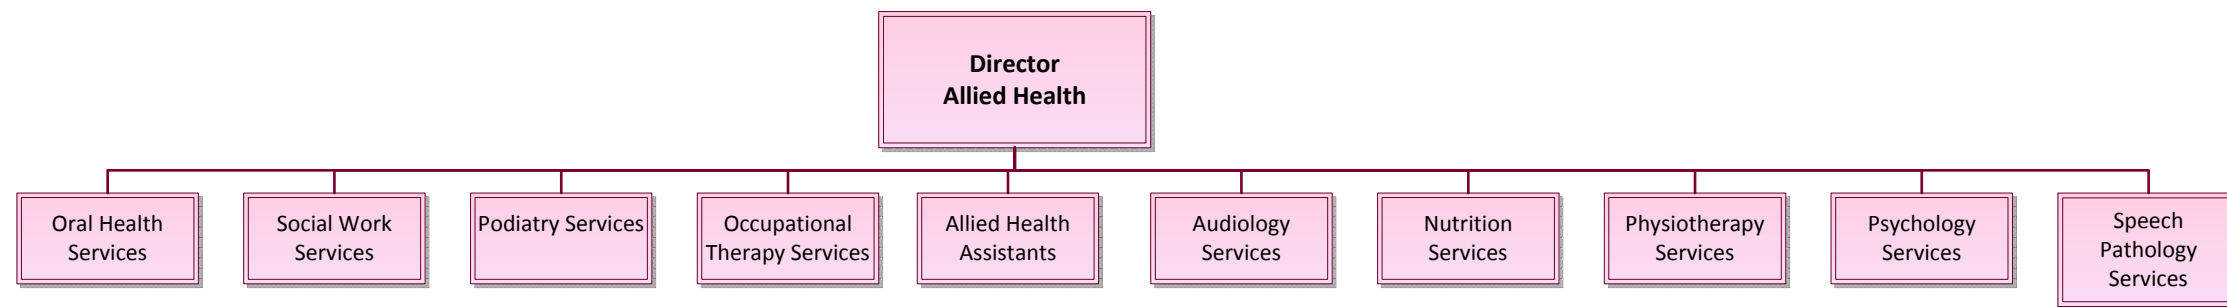 Director
Allied Health
Oral Health
Services
Social Work
Services
Podiatry Services
Occupational
Therapy Services
Allied Health
Assistants
Audiology
Services
Nutrition
Services
Physiotherapy
Services
Psychology
Services
Speech
Pathology
Services